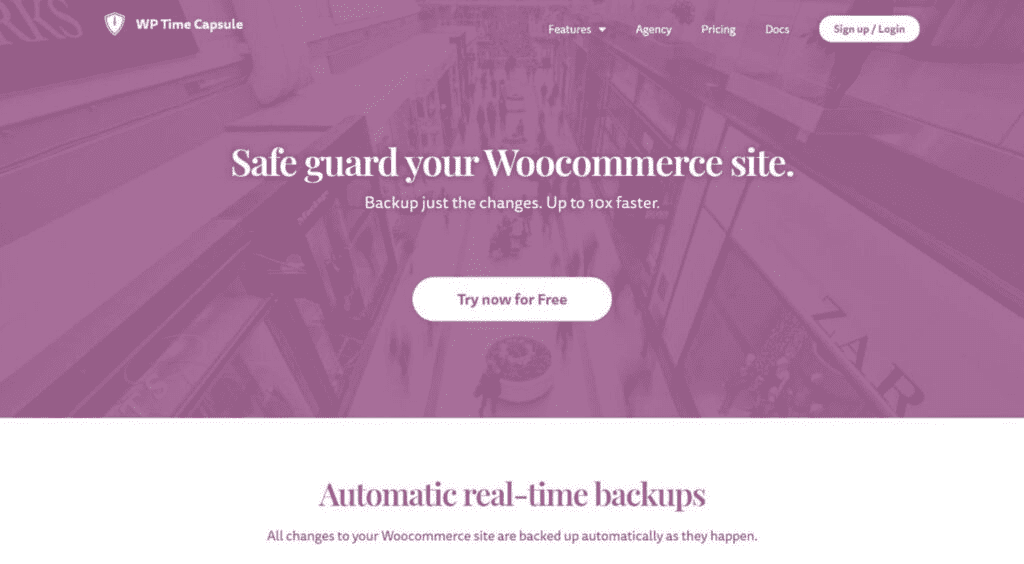 WP Time Capsule
Features
Agency
Pricing
Docs
Sign up / Login
Safe guard your Woocommerce site.
Backup just the changes. Up to 10x faster.
Try now for Free
ZAR
Automatic real-time backups
All changes to your Woocommerce site are backed up automatically as they happen.